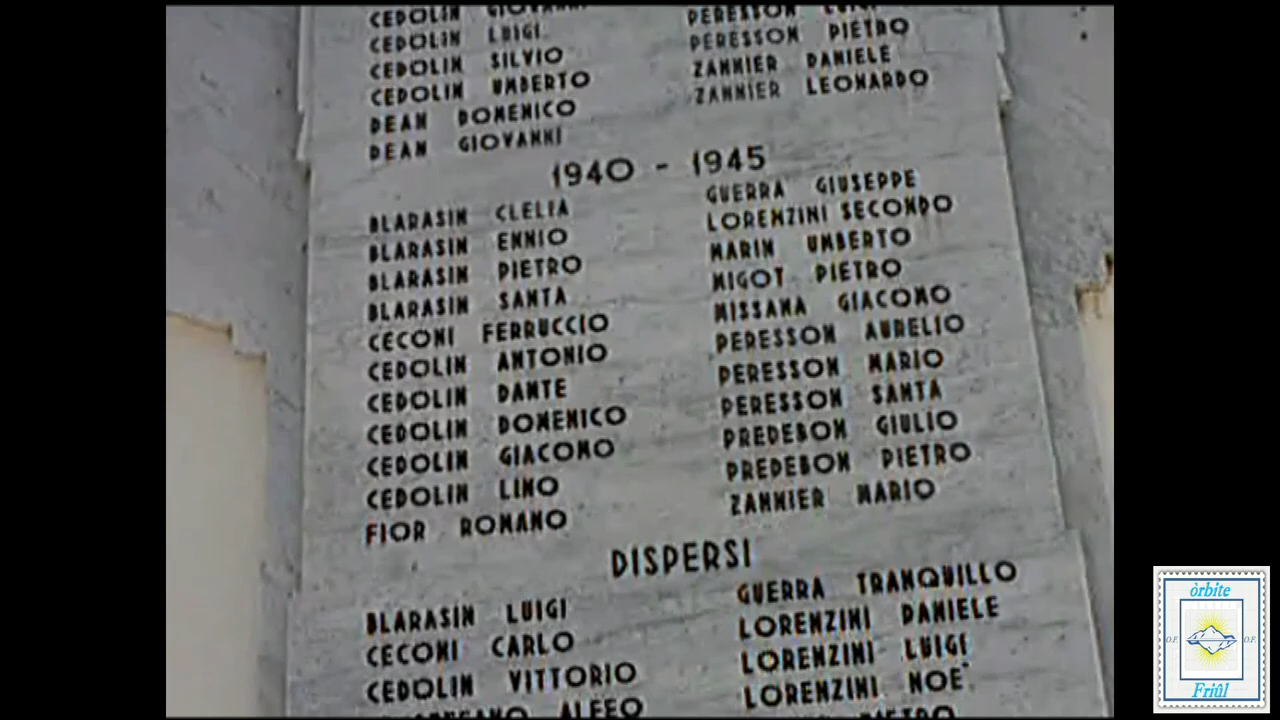 CEDOLIN GIOVANNI
CEDOLIN LUIGI
CEDOLIN SILVIO
CEDOLIN UMBERTO
DEAN DOMENICO
DEAN GIOVANNI
PERESSON LUIGI
PERESSON PIETRO
ZANNIER DANIELE
ZANNIER LEONARDO
1940 - 1945
BLARASIN CLELIA
BLARASIN ENNIO
BLARASIN PIETRO
BLARASIN SANTA
CECONI FERRUCCIO
CEDOLIN ANTONIO
CEDOLIN DANTE
CEDOLIN DOMENICO
CEDOLIN GIACOMO
CEDOLIN LINO
FIOR ROMANO
GUERRA GIUSEPPE
LORENZINI SECONDO
MARIN UMBERTO
MIGOT PIETRO
MISSANA GIACOMO
PERESSON AURELIO
PERESSON MARIO
PERESSON SANTA
PREDEBON GIULIO
PREDEBON PIETRO
ZANNIER MARIO
DISPERSI
BLARASIN LUIGI
CECONI CARLO
CEDOLIN VITTORIO
ALFEO
GUERRA TRANQUILLO
LORENZINI DANIELE
LORENZINI LUIGI
LORENZINI NOE'
PIETRO
òrbite
O.F. O.F.
Friûl